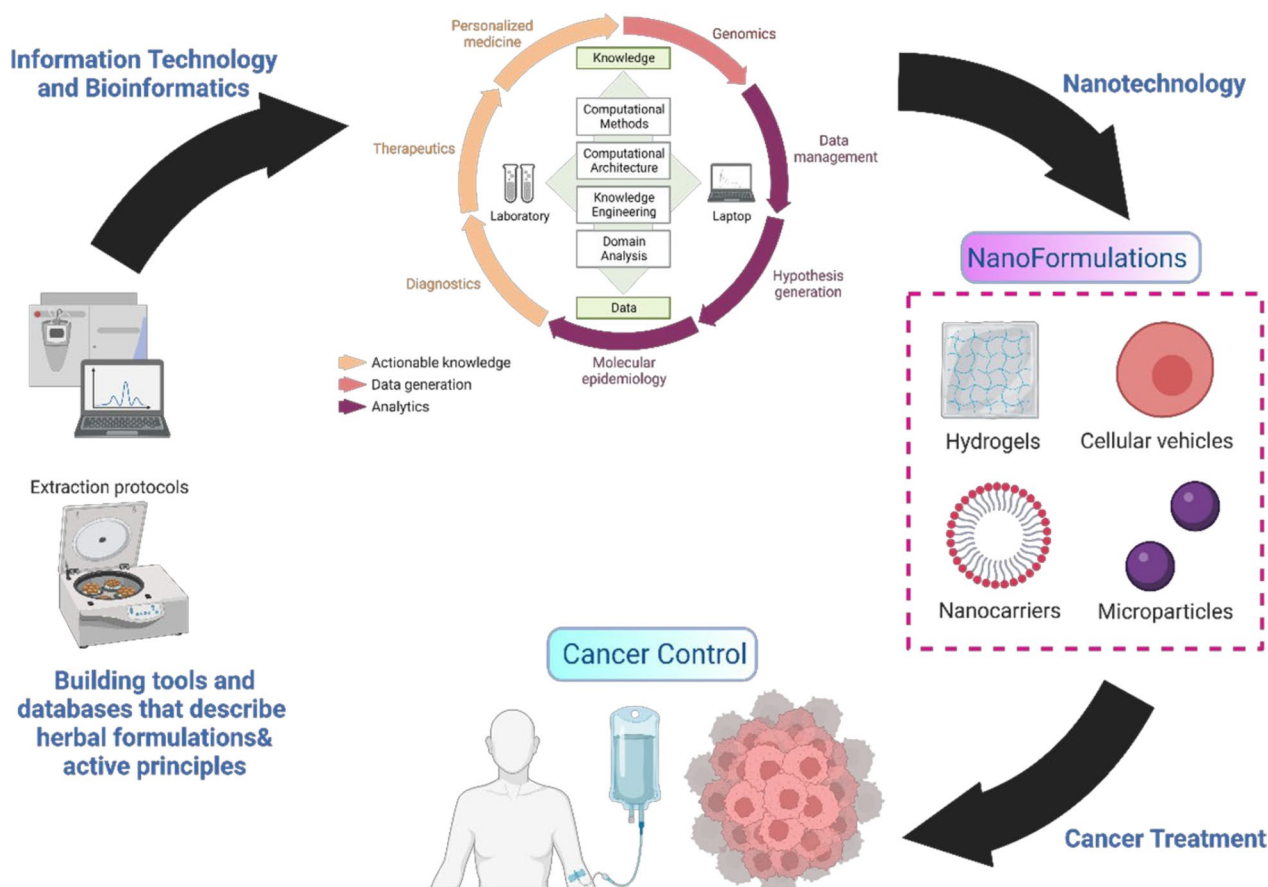 Information Technology
and Bioinformatics
Personalized
medicine
Genomics
Knowledge
Computational
Methods
Computational
Architecture
Knowledge
Engineering
Domain
Analysis
Data
Laboratory
Laptop
Therapeutics
Data
management
Diagnostics
Hypothesis
generation
Molecular
epidemiology
Actionable knowledge
Data generation
Analytics
Nanotechnology
NanoFormulations
Hydrogels
Cellular vehicles
Nanocarriers
Microparticles
Extraction protocols
Building tools and
databases that describe
herbal formulations&
active principles
Cancer Control
Cancer Treatment